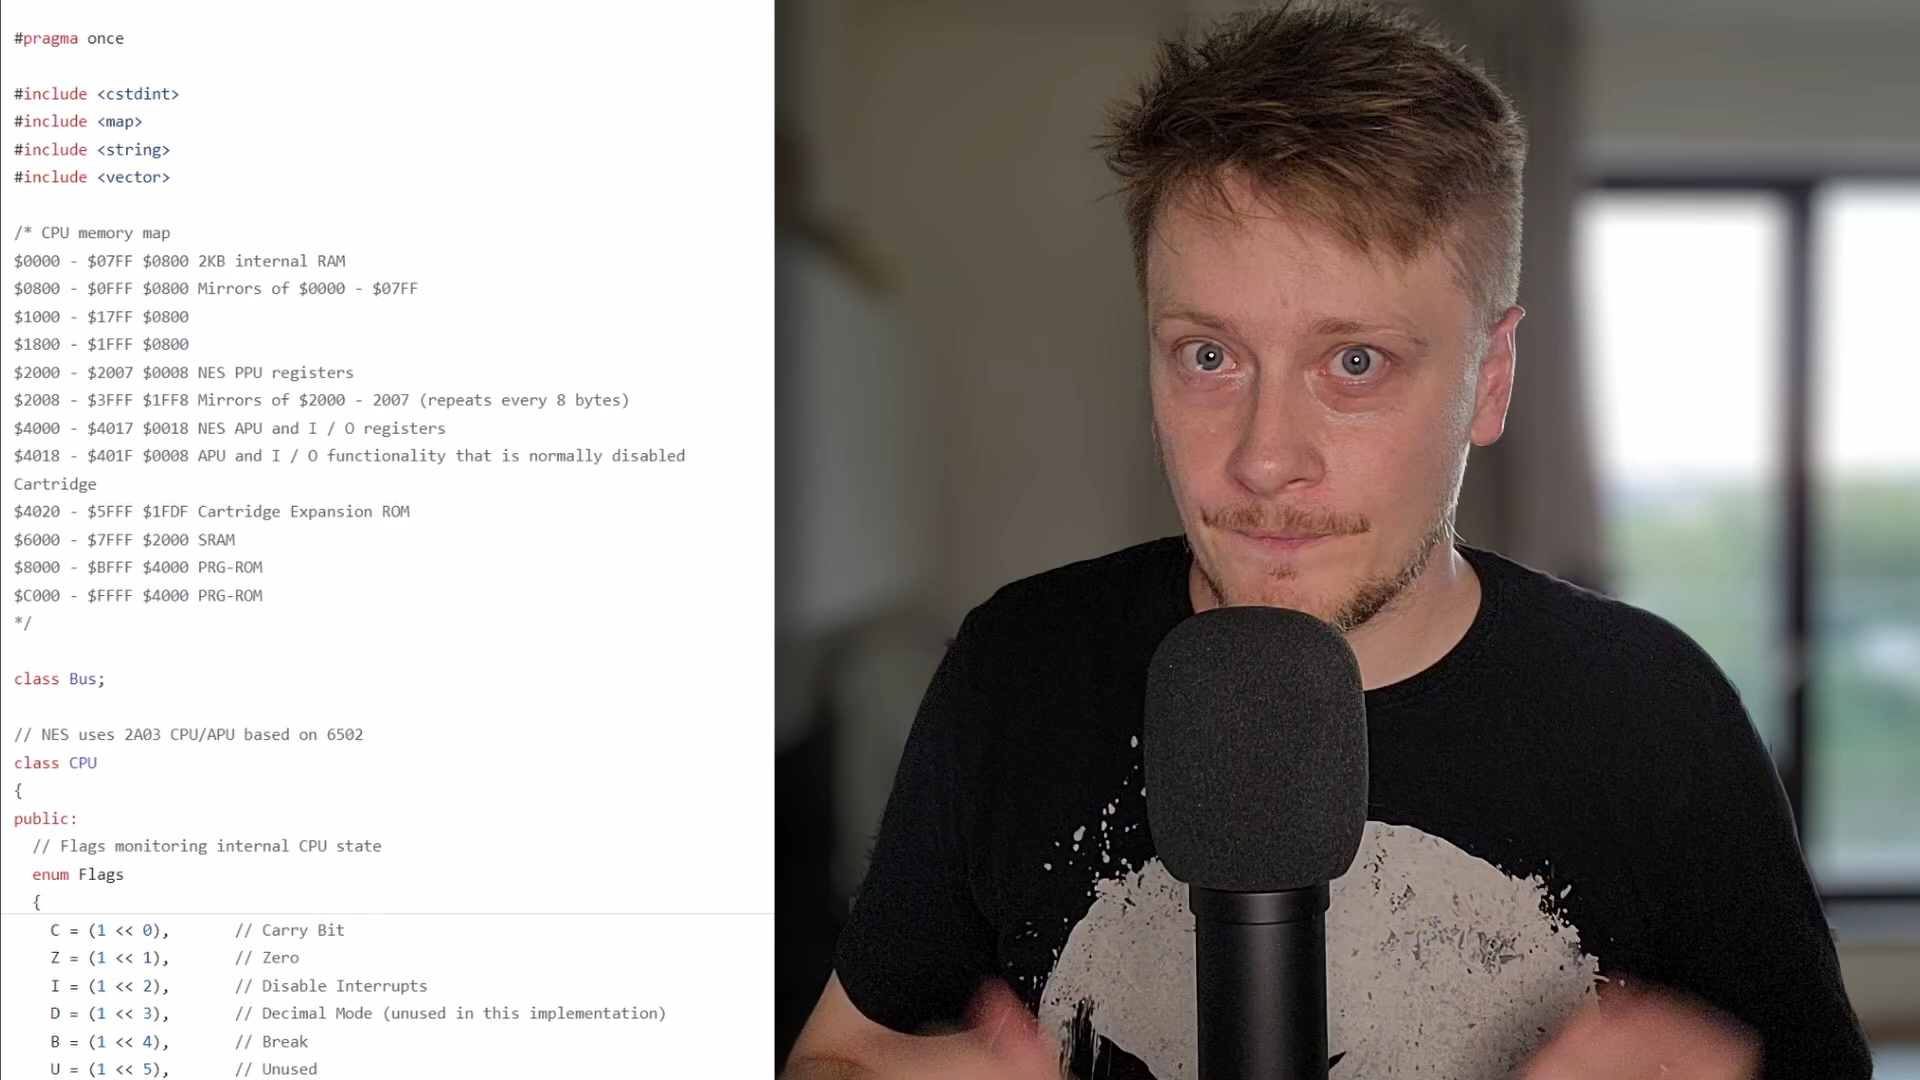 #pragma once
#include <cstdint>
#include <map>
#include <string>
#include <vector>
/* CPU memory map
$0000 - $07FF $0800 2KB internal RAM
$0800 - $0FFF $0800 Mirrors of $0000 - $07FF
$1000 - $17FF $0800
$1800 - $1FFF $0800
$2000 - $2007 $0008 NES PPU registers
$2008 - $3FFF $1FF8 Mirrors of $2000 - 2007 (repeats every 8 bytes)
$4000 - $4017 $0018 NES APU and I / O registers
$4018 - $401F $0008 APU and I / O functionality that is normally disabled
Cartridge
$4020 - $5FFF $1FDF Cartridge Expansion ROM
$6000 - $7FFF $2000 SRAM
$8000 - $BFFF $4000 PRG-ROM
$C000 - $FFFF $4000 PRG-ROM
*/
class Bus;
// NES uses 2A03 CPU/APU based on 6502
class CPU
{
public:
// Flags monitoring internal CPU state
enum Flags
{
C = (1 << 0), // Carry Bit
Z = (1 << 1), // Zero
I = (1 << 2), // Disable Interrupts
D = (1 << 3), // Decimal Mode (unused in this implementation)
B = (1 << 4), // Break
U = (1 << 5), // Unused